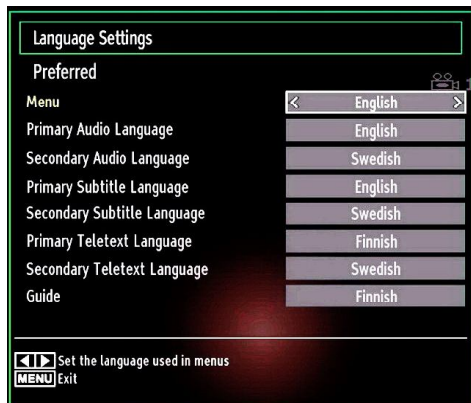 Language Settings
Preferred
Menu < English >
Primary Audio Language English
Secondary Audio Language Swedish
Primary Subtitle Language English
Secondary Subtitle Language Swedish
Primary Teletext Language Finnish
Secondary Teletext Language Swedish
Guide Finnish
Set the language used in menus
MENU Exit